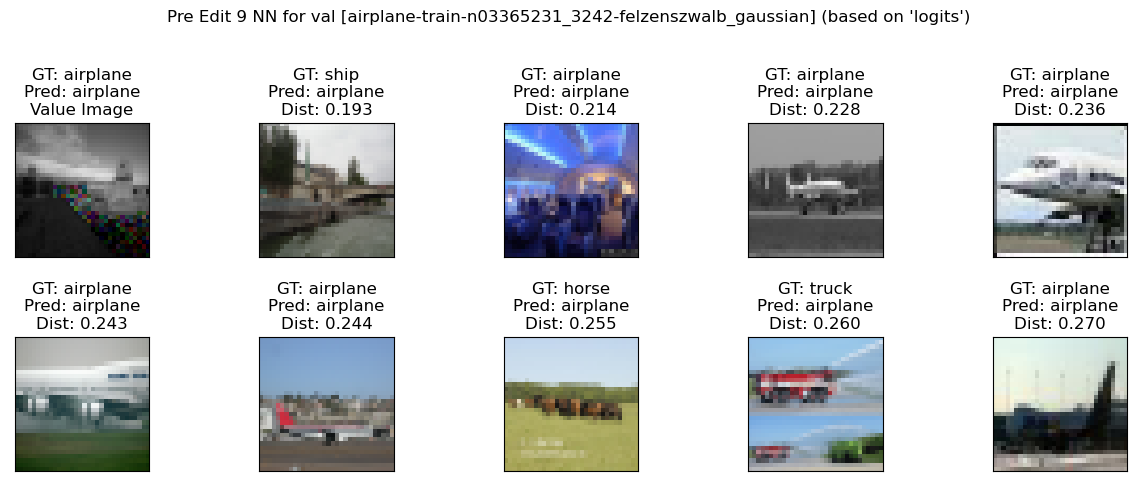 Pre Edit 9 NN for val [airplane-train-n03365231_3242-felzenszwalb_gaussian] (based on 'logits')
GT: airplane
Pred: airplane
Value Image
GT: ship
Pred: airplane
Dist: 0.193
GT: airplane
Pred: airplane
Dist: 0.214
GT: airplane
Pred: airplane
Dist: 0.228
GT: airplane
Pred: airplane
Dist: 0.236
GT: airplane
Pred: airplane
Dist: 0.243
GT: airplane
Pred: airplane
Dist: 0.244
GT: horse
Pred: airplane
Dist: 0.255
GT: truck
Pred: airplane
Dist: 0.260
GT: airplane
Pred: airplane
Dist: 0.270